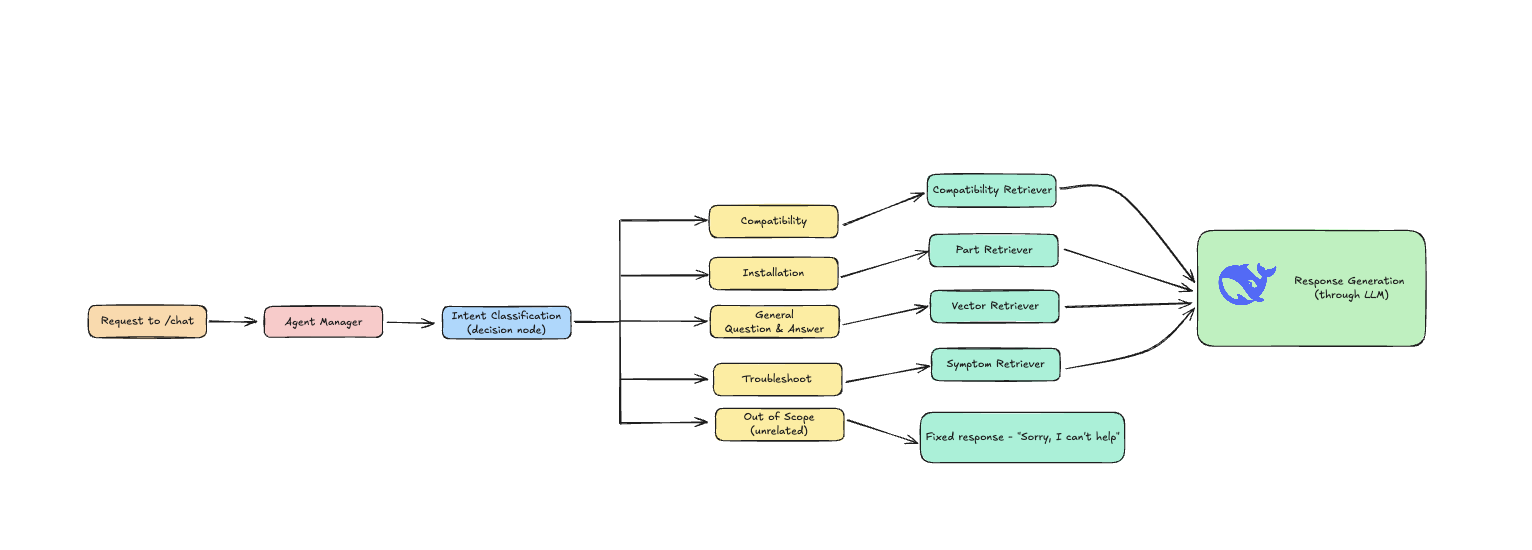 Request to /chat
Agent Manager
Intent Classification
(decision node)
Compatibility
Installation
General
Question & Answer
Troubleshoot
Out of Scope
(unrelated)
Compatibility Retriever
Part Retriever
Vector Retriever
Symptom Retriever
Fixed response - "Sorry, I can't help"
Response Generation
(through LLM)